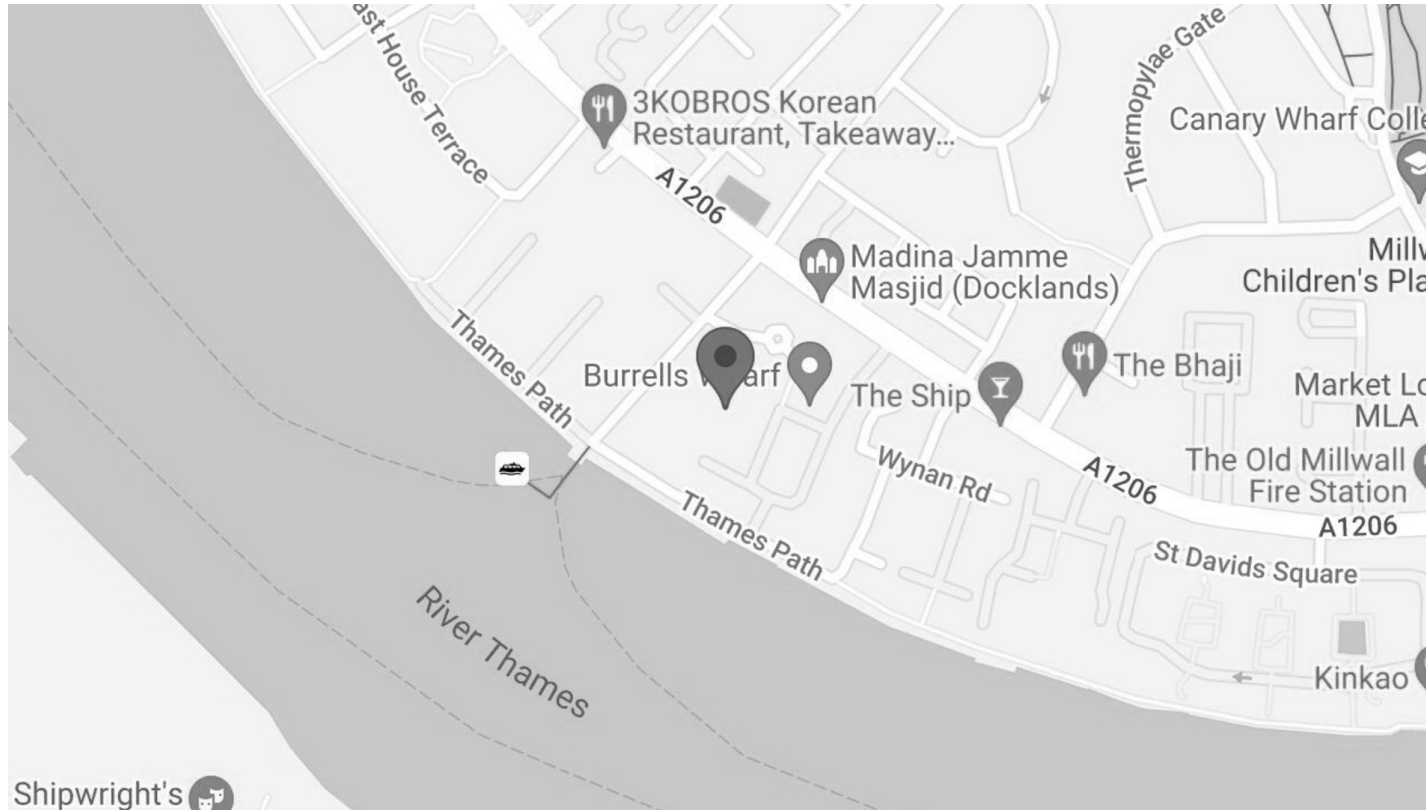 ast House Terrace
3KOBROS Korean
Restaurant, Takeaway...
A1206
Thermopylae Gate
Canary Wharf Colle
Madina Jamme
Masjid (Docklands)
Millw
Children's Pla
Thames Path
Burrells Wharf
The Ship
The Bhaji
Market Lo
MLA
Wynan Rd
A1206
The Old Millwall
Fire Station
A1206
Thames Path
St Davids Square
River Thames
Kinkao
Shipwright's